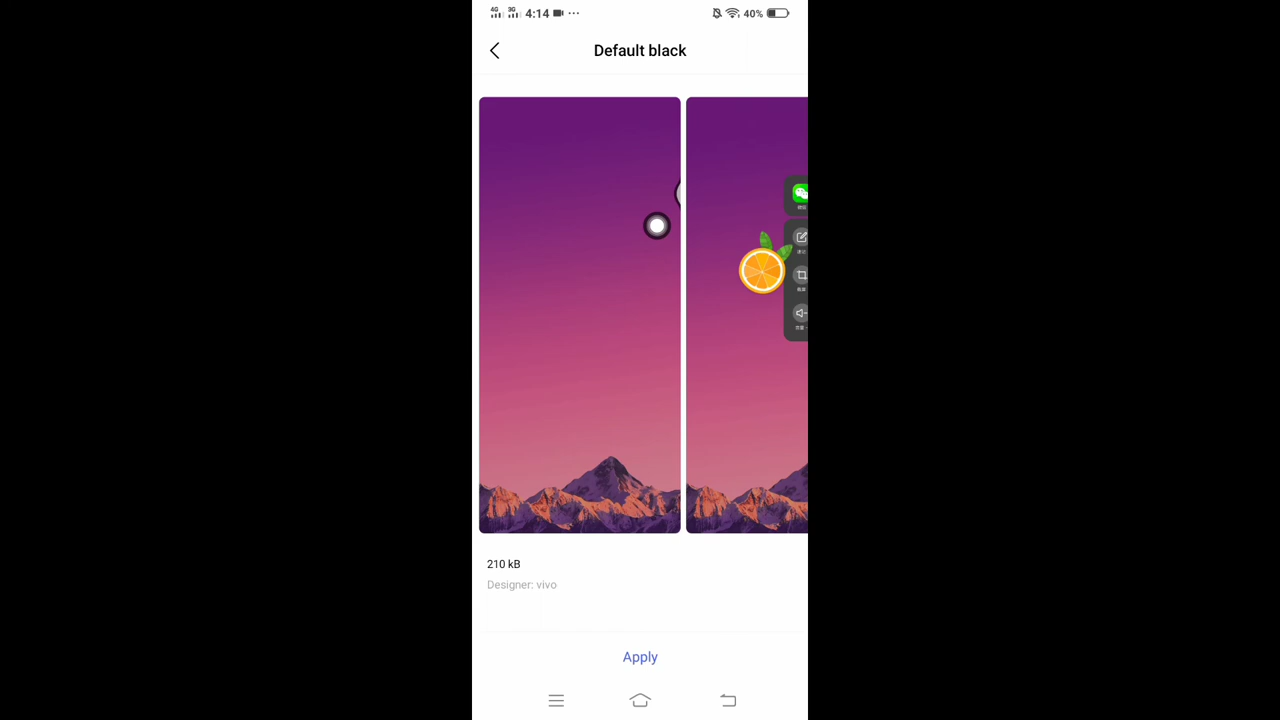 4G 3G 4:14 ··· 40%
Default black
210 kB
Designer: vivo
Apply